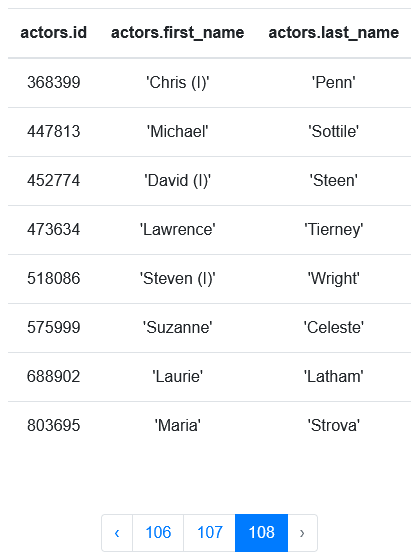 actors.id actors.first_name actors.last_name
368399 'Chris (I)' 'Penn'
447813 'Michael' 'Sottile'
452774 'David (I)' 'Steen'
473634 'Lawrence' 'Tierney'
518086 'Steven (I)' 'Wright'
575999 'Suzanne' 'Celeste'
688902 'Laurie' 'Latham'
803695 'Maria' 'Strova'
‹ 106 107 108 ›